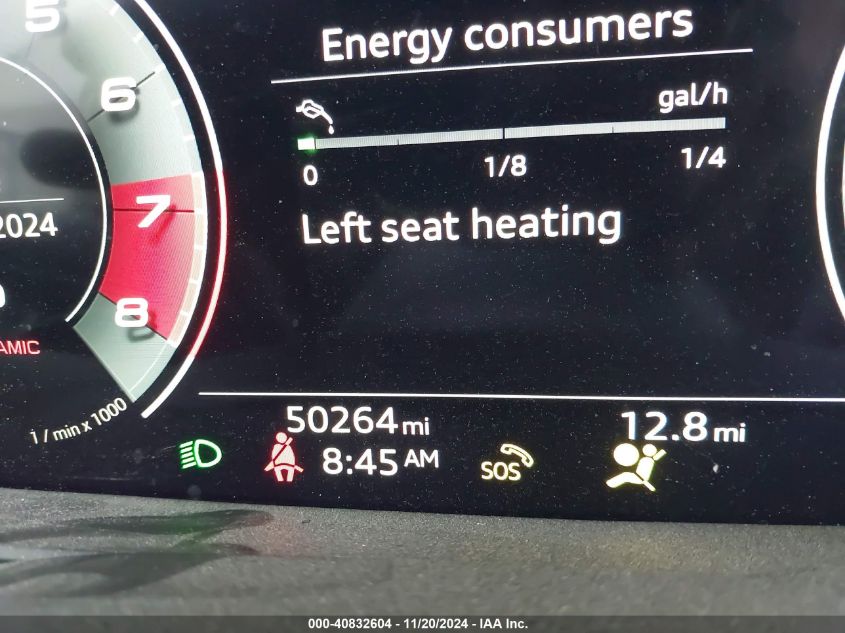 5
6
7
8
2024
AMIC
1 / min x 1000
Energy consumers
gal/h
0 1/8 1/4
Left seat heating
50264 mi
12.8 mi
8:45 AM
SOS
000-40832604 - 11/20/2024 - IAA Inc.